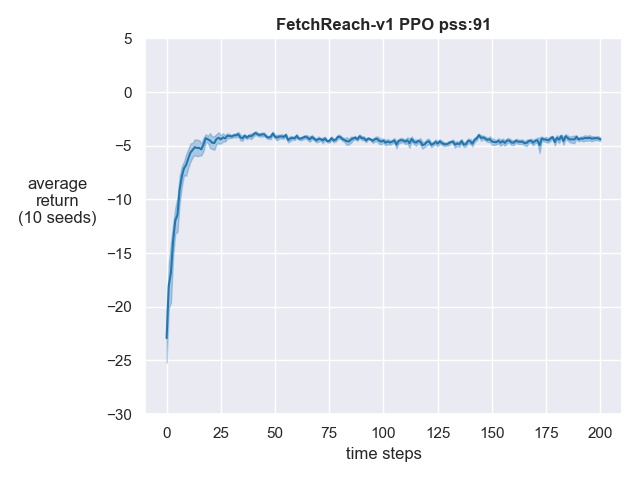 FetchReach-v1 PPO pss:91
5
0
−5
−10
−15
−20
−25
−30
average
return
(10 seeds)
0 25 50 75 100 125 150 175 200
time steps